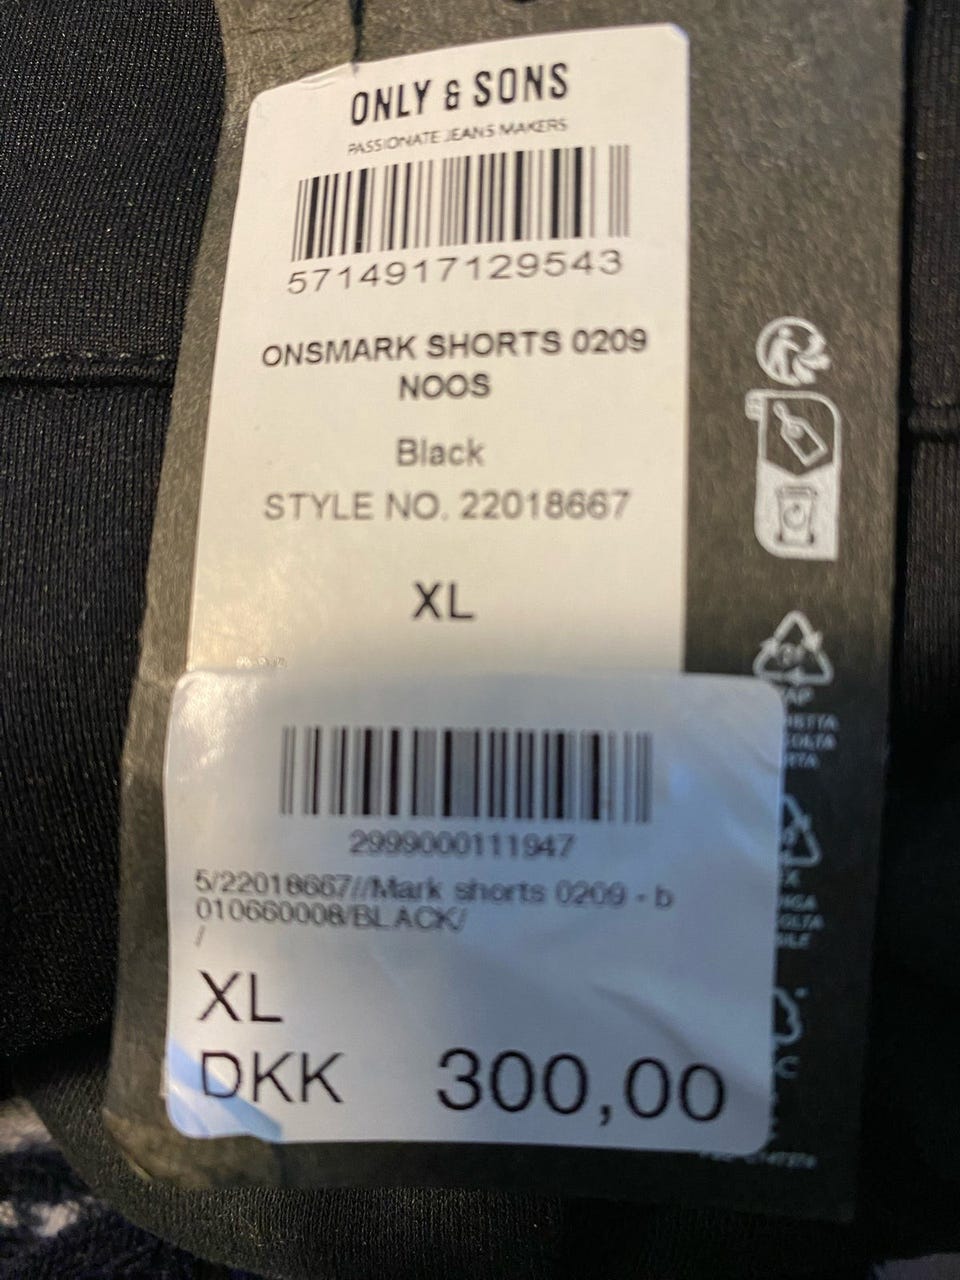 ONLY & SONS
PASSIONATE JEANS MAKERS
5714917129543
ONSMARK SHORTS 0209
NOOS
Black
STYLE NO. 22018667
XL
2999000111947
5/22018667//Mark shorts 0209 - b
010660008/BLACK/
/
XL
DKK 300,00